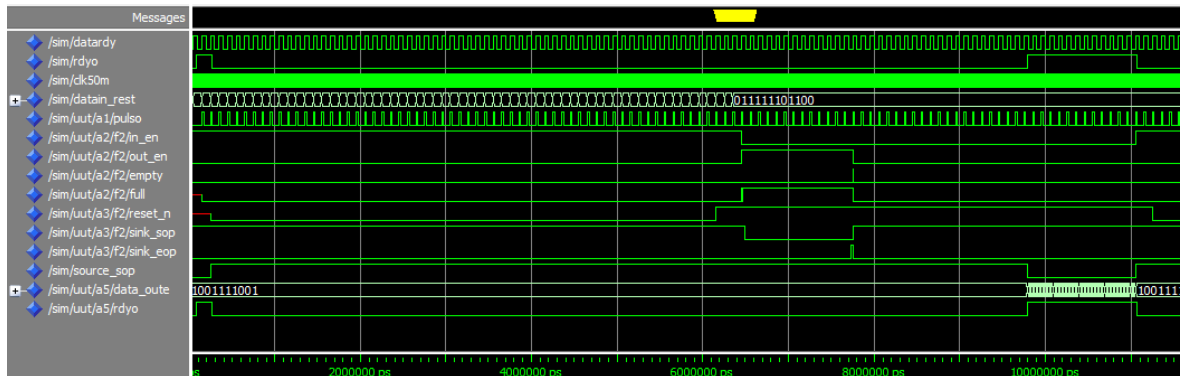 Messages
/sim/datardy
/sim/rdyo
/sim/clk50m
/sim/datain_rest
011111101100
/sim/uut/a1/pulso
/sim/uut/a2/f2/in_en
/sim/uut/a2/f2/out_en
/sim/uut/a2/f2/empty
/sim/uut/a2/f2/full
/sim/uut/a3/f2/reset_n
/sim/uut/a3/f2/sink_sop
/sim/uut/a3/f2/sink_eop
/sim/source_sop
/sim/uut/a5/data_oute
1001111001
100111
/sim/uut/a5/rdyo
ps
2000000 ps
4000000 ps
6000000 ps
8000000 ps
10000000 ps